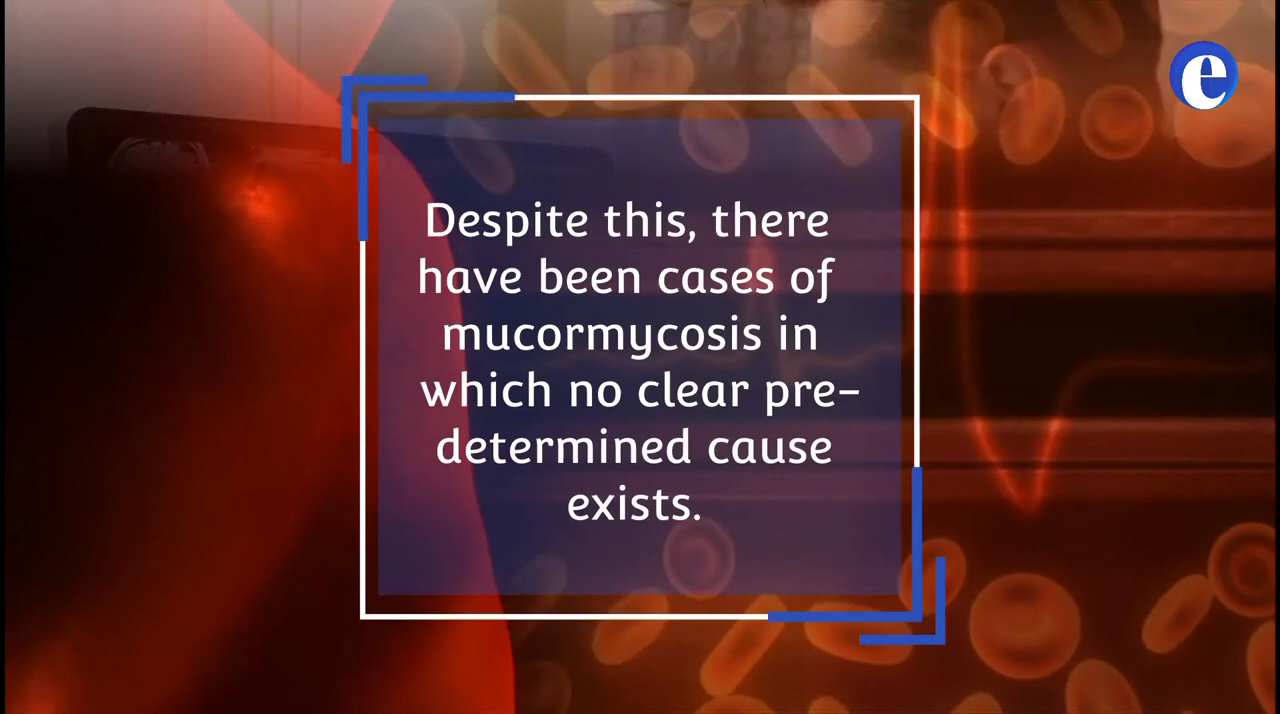 e
Despite this, there
have been cases of
mucormycosis in
which no clear pre-
determined cause
exists.